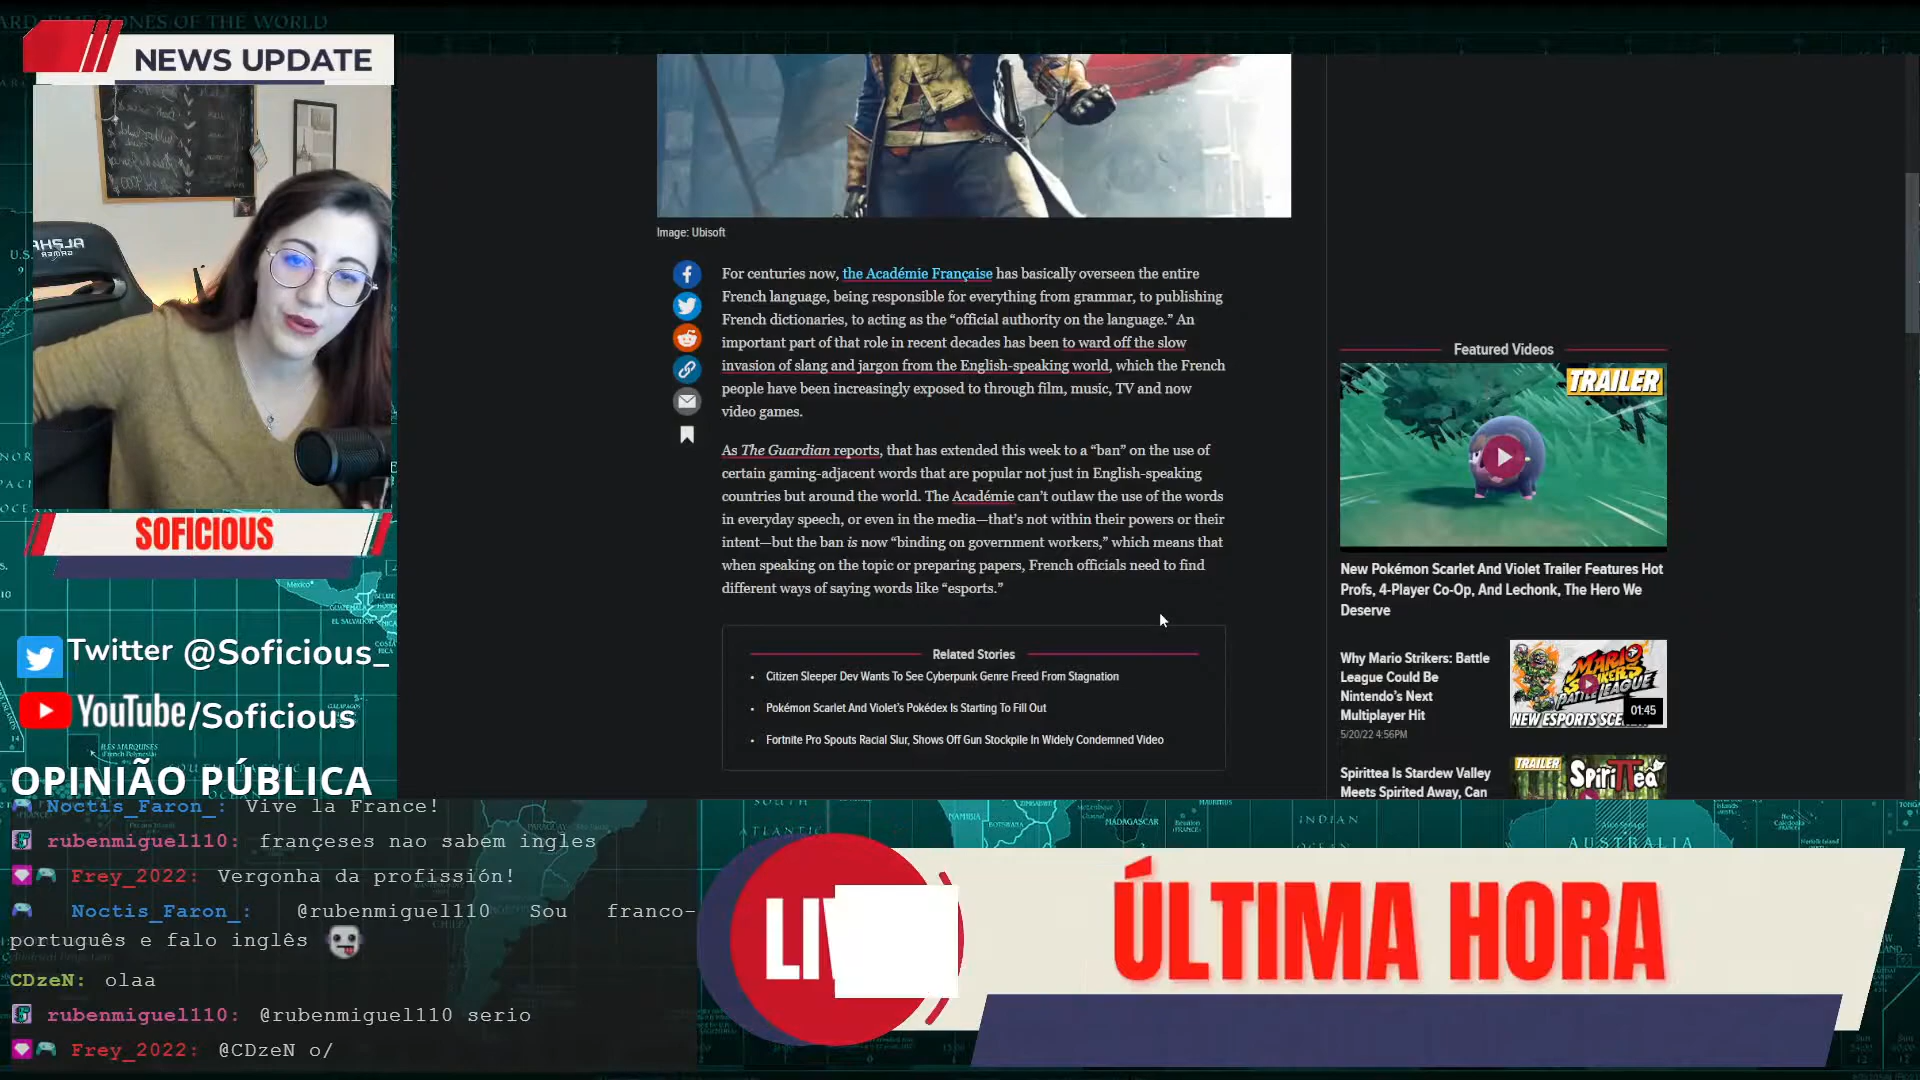 NEWS UPDATE
SOFICIOUS
Twitter @Soficious_
YouTube/Soficious
OPINIÃO PÚBLICA
Noctis_Faron_: Vive la France!
rubenmiguel110: françeses nao sabem ingles
Frey_2022: Vergonha da profissión!
Noctis_Faron_: @rubenmiguel110 Sou franco-
português e falo inglês
CDzeN: olaa
rubenmiguel110: @rubenmiguel110 serio
Frey_2022: @CDzeN o/
Image: Ubisoft
For centuries now, the Académie Française has basically overseen the entire
French language, being responsible for everything from grammar, to publishing
French dictionaries, to acting as the “official authority on the language.” An
important part of that role in recent decades has been to ward off the slow
invasion of slang and jargon from the English-speaking world, which the French
people have been increasingly exposed to through film, music, TV and now
video games.
As The Guardian reports, that has extended this week to a “ban” on the use of
certain gaming-adjacent words that are popular not just in English-speaking
countries but around the world. The Académie can’t outlaw the use of the words
in everyday speech, or even in the media—that’s not within their powers or their
intent—but the ban is now “binding on government workers,” which means that
when speaking on the topic or preparing papers, French officials need to find
different ways of saying words like “esports.”
Related Stories
Citizen Sleeper Dev Wants To See Cyberpunk Genre Freed From Stagnation
Pokémon Scarlet And Violet’s Pokédex Is Starting To Fill Out
Fortnite Pro Spouts Racial Slur, Shows Off Gun Stockpile In Widely Condemned Video
Featured Videos
TRAILER
New Pokémon Scarlet And Violet Trailer Features Hot
Profs, 4-Player Co-Op, And Lechonk, The Hero We
Deserve
Why Mario Strikers: Battle
League Could Be
Nintendo’s Next
Multiplayer Hit
5/20/22 4:56PM
MARIO
STRIKERS
BATTLE LEAGUE
01:45
Spirittea Is Stardew Valley
Meets Spirited Away, Can
TRAILER
SpiriTea
ÚLTIMA HORA
INDIAN
AUSTRALIA
NAMIBIA
MADAGASCAR
ATLANTIC
SOUTH